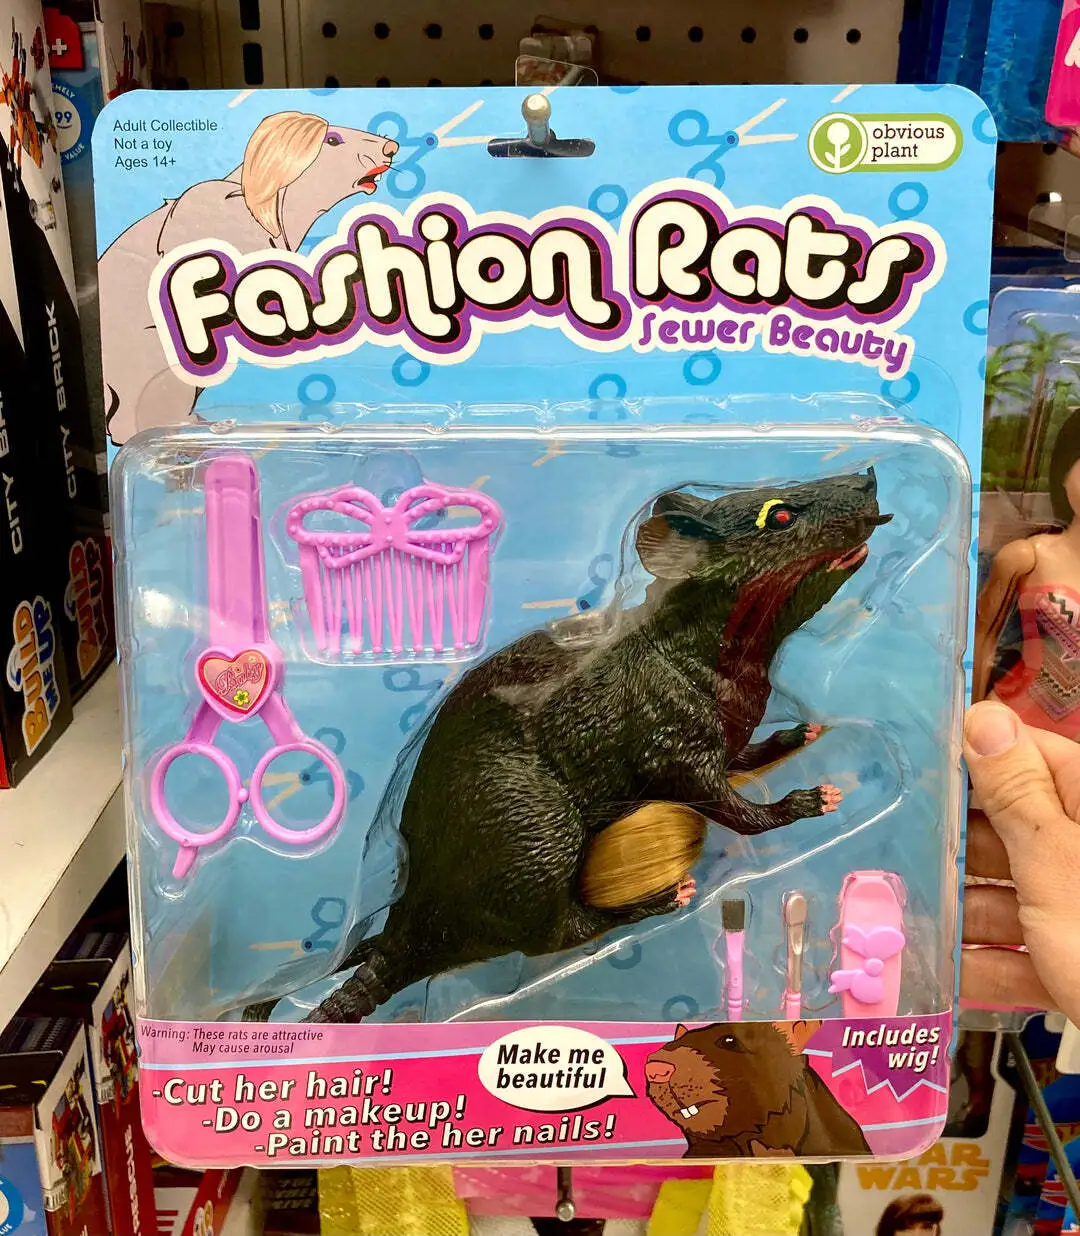 Adult Collectible
Not a toy
Ages 14+
obvious
plant
Fashion Rats
Sewer Beauty
Warning: These rats are attractive
May cause arousal
-Cut her hair!
-Do a makeup!
-Paint the her nails!
Make me
beautiful
Includes
wig!
CITY BRICK
BUILD
ME UP
STAR
WARS